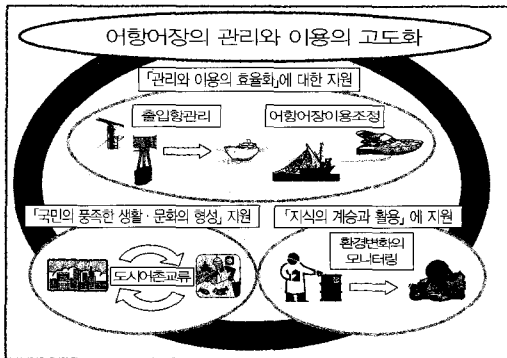 어항어장의 관리와 이용의 고도화
「관리와 이용의 효율화」에 대한 지원
출입항관리
어항어장이용조정
「국민의 풍족한 생활·문화의 형성」 지원
「지식의 계승과 활용」에 지원
환경변화의
모니터링
도시어촌교류